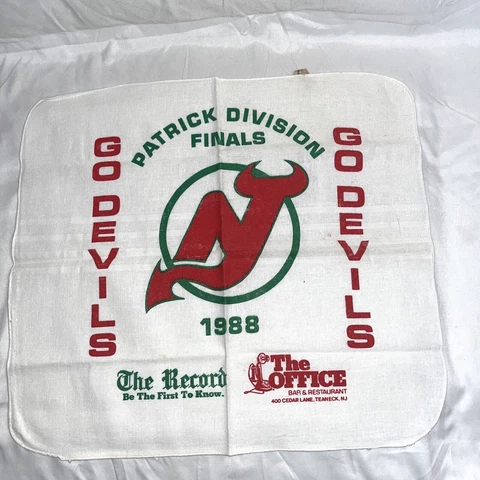 PATRICK DIVISION
FINALS
GO DEVILS
GO DEVILS
1988
The Record
Be The First To Know.
The
OFFICE
BAR & RESTAURANT
400 CEDAR LANE, TEANECK, NJ